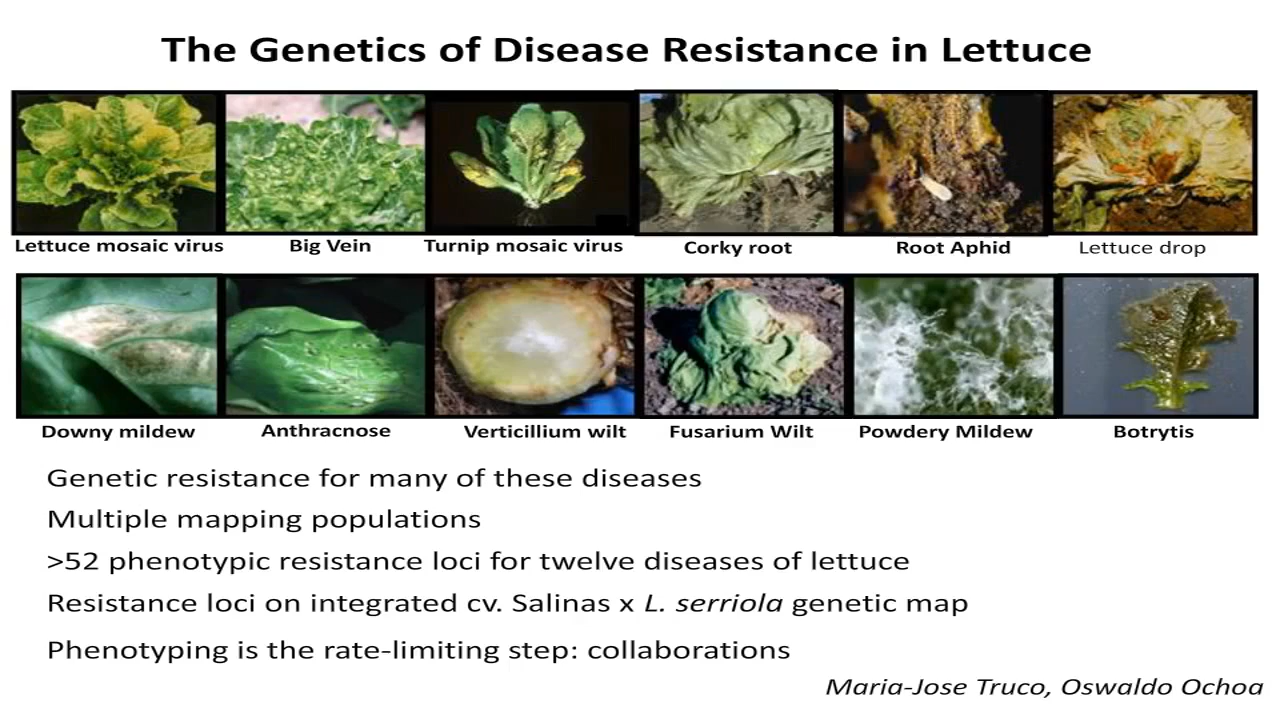 The Genetics of Disease Resistance in Lettuce
Lettuce mosaic virus Big Vein Turnip mosaic virus Corky root Root Aphid Lettuce drop
Downy mildew Anthracnose Verticillium wilt Fusarium Wilt Powdery Mildew Botrytis
Genetic resistance for many of these diseases
Multiple mapping populations
>52 phenotypic resistance loci for twelve diseases of lettuce
Resistance loci on integrated cv. Salinas x L. serriola genetic map
Phenotyping is the rate-limiting step: collaborations
Maria-Jose Truco, Oswaldo Ochoa